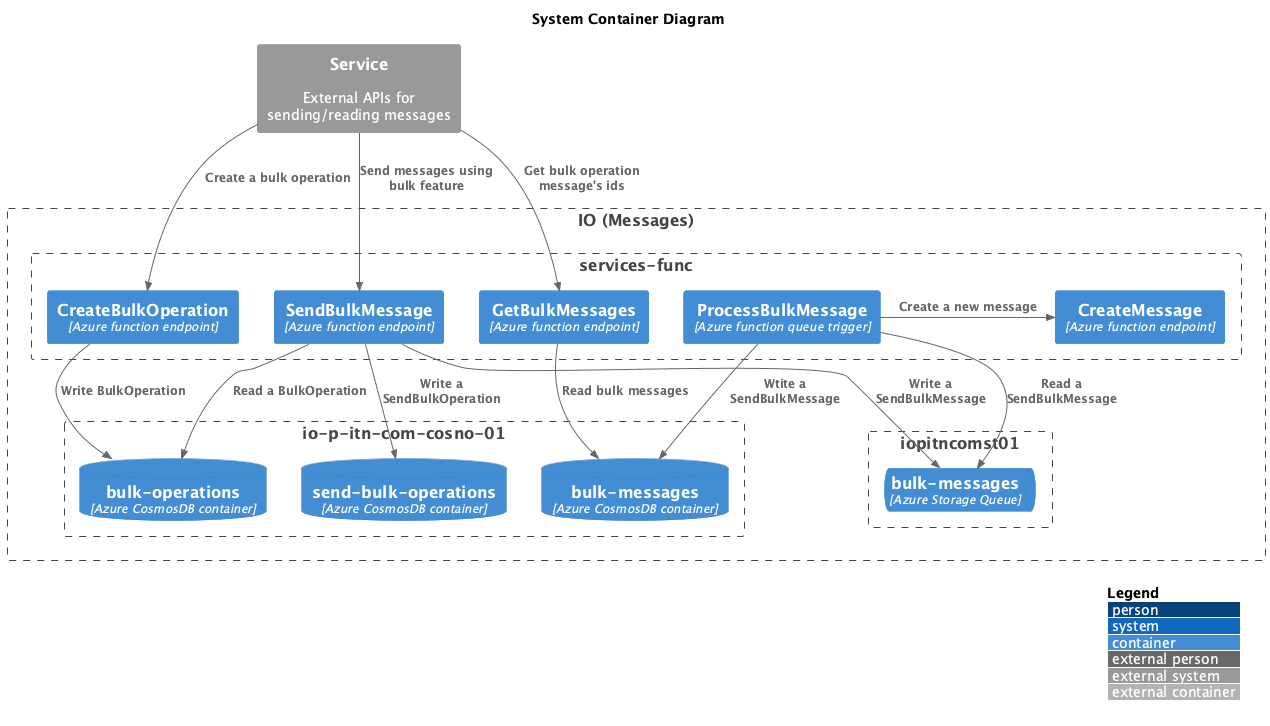 System Container Diagram
Service
External APIs for
sending/reading messages
Create a bulk operation
Send messages using
bulk feature
Get bulk operation
message's ids
IO (Messages)
services-func
CreateBulkOperation
[Azure function endpoint]
SendBulkMessage
[Azure function endpoint]
GetBulkMessages
[Azure function endpoint]
ProcessBulkMessage
[Azure function queue trigger]
Create a new message
CreateMessage
[Azure function endpoint]
Write BulkOperation
Read a BulkOperation
Write a
SendBulkOperation
Read bulk messages
Wtite a
SendBulkMessage
Write a
SendBulkMessage
Read a
SendBulkMessage
io-p-itn-com-cosno-01
bulk-operations
[Azure CosmosDB container]
send-bulk-operations
[Azure CosmosDB container]
bulk-messages
[Azure CosmosDB container]
iopitncomst01
bulk-messages
[Azure Storage Queue]
Legend
person
system
container
external person
external system
external container